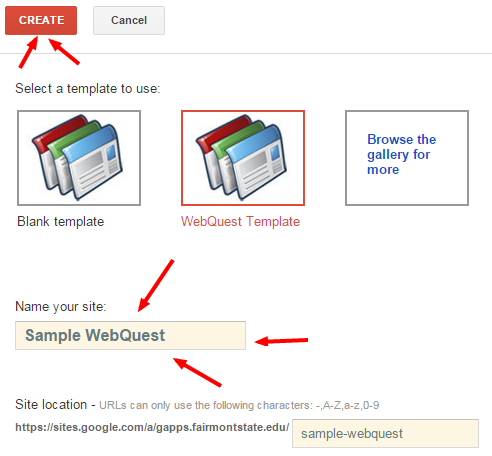 CREATE Cancel
Select a template to use:
Browse the
gallery for
more
Blank template WebQuest Template
Name your site:
Sample WebQuest
Site location - URLs can only use the following characters: -,A-Z,a-z,0-9
https://sites.google.com/a/gapps.fairmontstate.edu/ sample-webquest